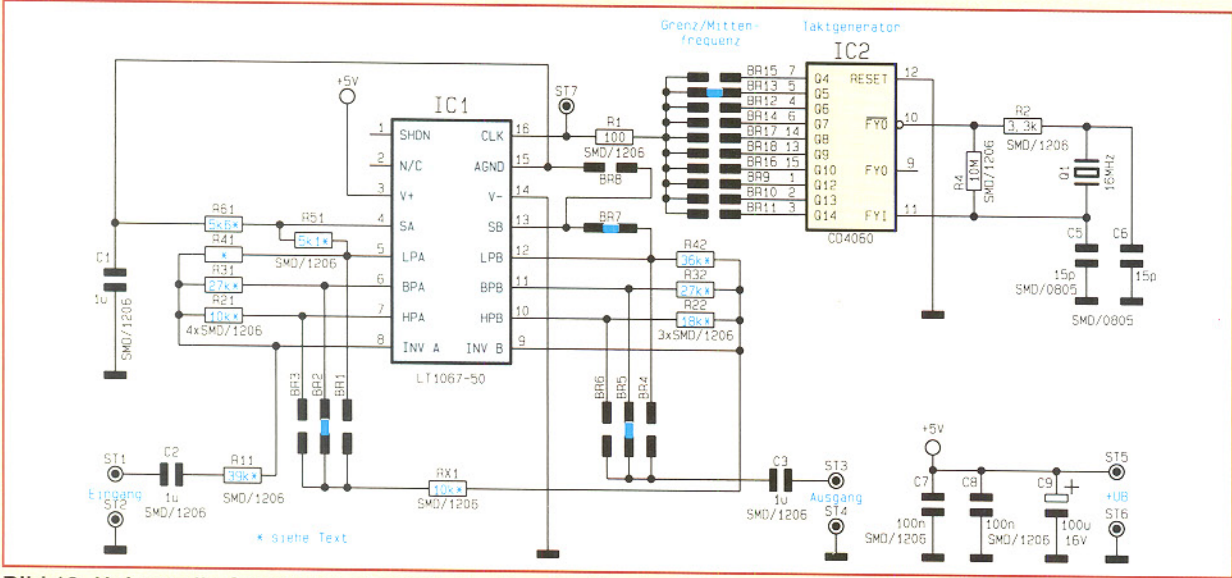 Grenz/Mitten-
frequenz
Taktgenerator
IC2
+5V
IC1
ST7
R1
100
SMD/1206
BR8
BR7
1 SHDN CLK 16
2 N/C AGND 15
3 V+ V- 14
4 SA SB 13
5 LPA LPB 12
6 BPA BPB 11
7 HPA HPB 10
8 INV A INV B 9
LT1067-50
BR15 7 Q4
BR13 5 Q5
BR12 4 Q6
BR14 6 Q7
BR17 14 Q8
BR18 13 Q9
BR16 15 Q10
BR9 1 Q12
BR10 2 Q13
BR11 3 Q14
RESET 12
FYO 10
FYO 9
FYI 11
CD4060
R2
3,3k
SMD/1206
R4
10M
SMD/1206
Q1
16MHz
C5
15p
SMD/0805
C6
15p
SMD/0805
R61
5k6*
R51
5k1*
SMD/1206
R41
*
R31
27k*
R21
10k*
4xSMD/1206
C1
1u
SMD/1206
R42
36k*
R32
27k*
R22
18k*
3xSMD/1206
BR3
BR2
BR1
BR6
BR5
BR4
ST1
Eingang
ST2
C2
1u
SMD/1206
R11
39k*
SMD/1206
RX1
10k*
SMD/1206
C3
1u
SMD/1206
ST3
Ausgang
ST4
* siehe Text
+5V
C7
100n
SMD/1206
C8
100n
SMD/1206
C9
+
100u
16V
ST5
+UB
ST6